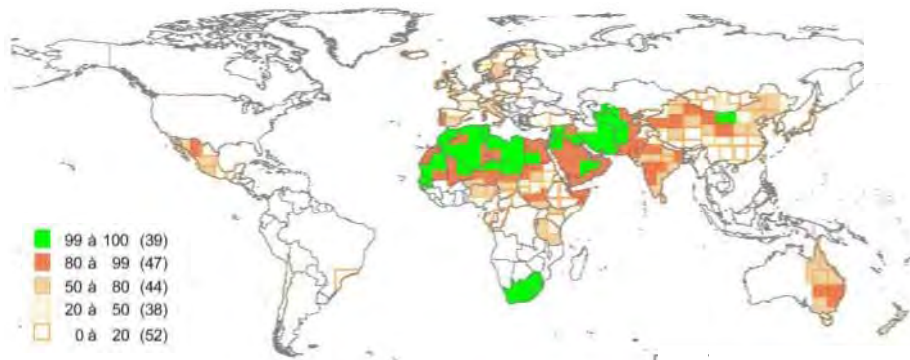 99 à 100 (39)
80 à 99 (47)
50 à 80 (44)
20 à 50 (38)
0 à 20 (52)